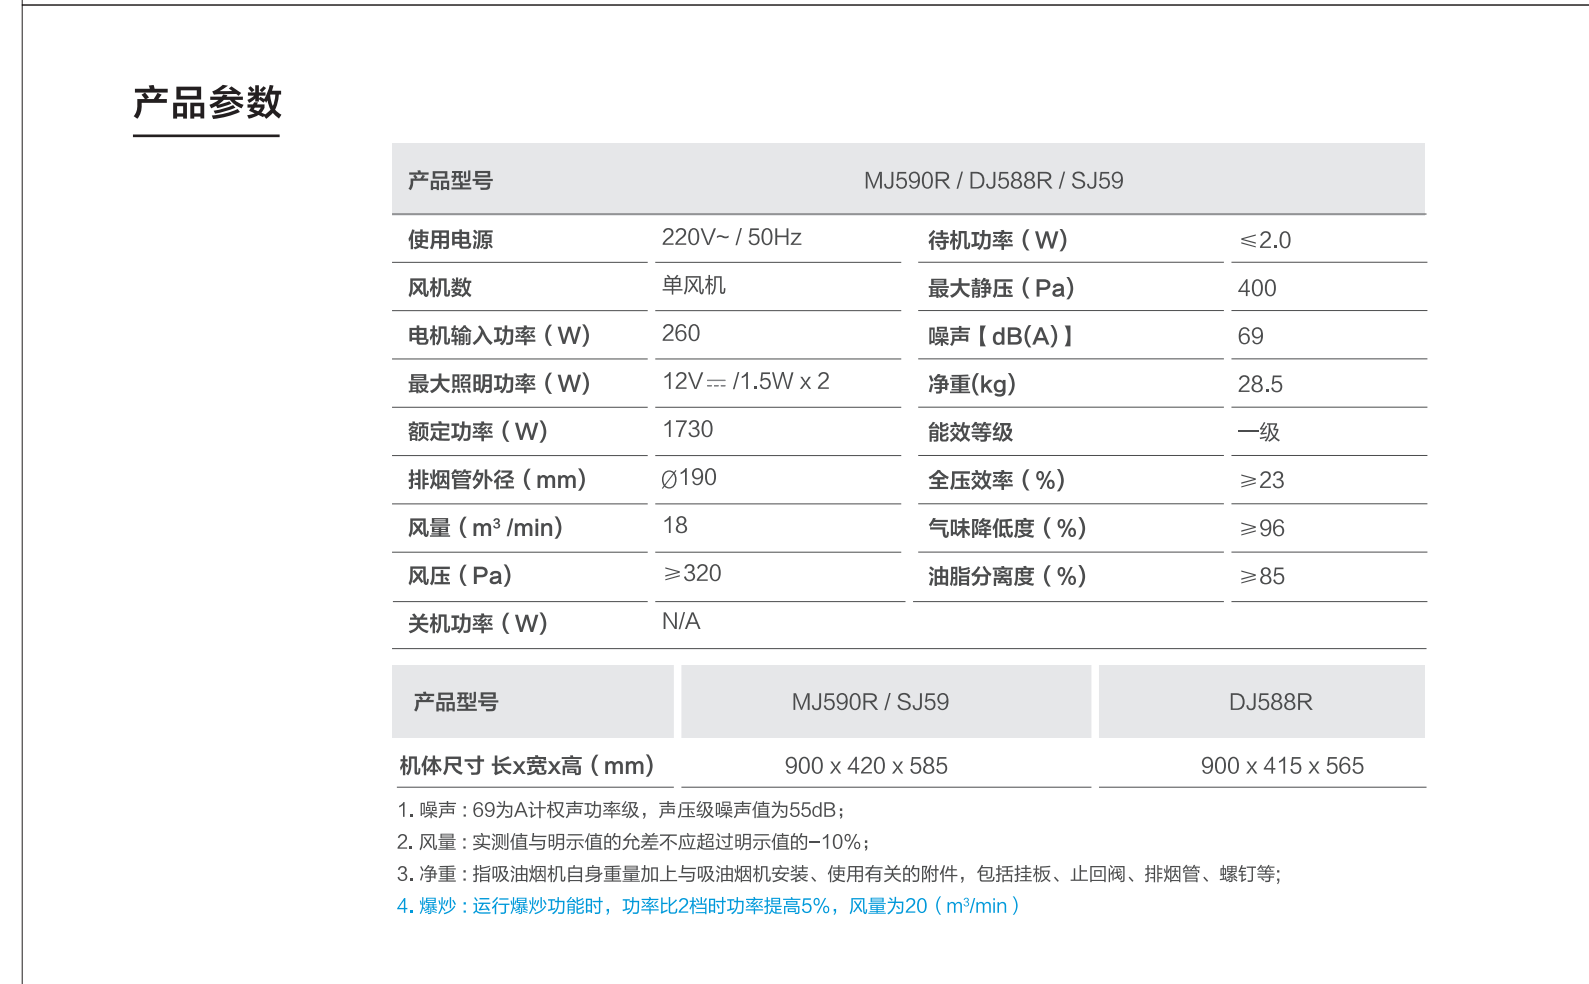 产品参数
产品型号 MJ590R / DJ588R / SJ59
使用电源 220V~ / 50Hz 待机功率（W） ≤2.0
风机数 单风机 最大静压（Pa） 400
电机输入功率（W） 260 噪声【dB(A)】 69
最大照明功率（W） 12V⎓ /1.5W x 2 净重(kg) 28.5
额定功率（W） 1730 能效等级 一级
排烟管外径（mm） Ø190 全压效率（%） ≥23
风量（m³ /min） 18 气味降低度（%） ≥96
风压（Pa） ≥320 油脂分离度（%） ≥85
关机功率（W） N/A
产品型号 MJ590R / SJ59 DJ588R
机体尺寸 长x宽x高（mm） 900 x 420 x 585 900 x 415 x 565
1. 噪声：69为A计权声功率级，声压级噪声值为55dB；
2. 风量：实测值与明示值的允差不应超过明示值的–10%；
3. 净重：指吸油烟机自身重量加上与吸油烟机安装、使用有关的附件，包括挂板、止回阀、排烟管、螺钉等；
4. 爆炒：运行爆炒功能时，功率比2档时功率提高5%，风量为20（m³/min）